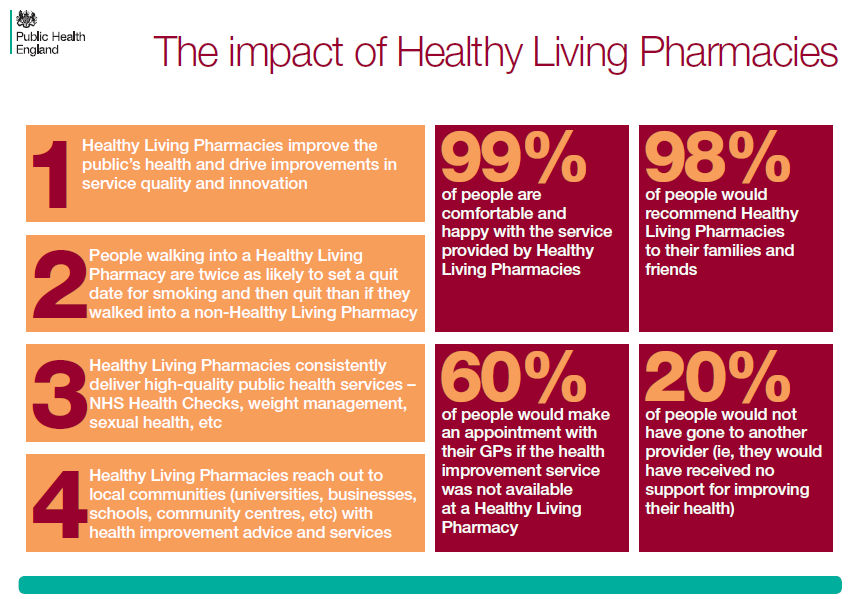 Public Health
England
The impact of Healthy Living Pharmacies
1
Healthy Living Pharmacies improve the
public's health and drive improvements in
service quality and innovation
2
People walking into a Healthy Living
Pharmacy are twice as likely to set a quit
date for smoking and then quit than if they
walked into a non-Healthy Living Pharmacy
3
Healthy Living Pharmacies consistently
deliver high-quality public health services –
NHS Health Checks, weight management,
sexual health, etc
4
Healthy Living Pharmacies reach out to
local communities (universities, businesses,
schools, community centres, etc) with
health improvement advice and services
99%
of people are
comfortable and
happy with the service
provided by Healthy
Living Pharmacies
98%
of people would
recommend Healthy
Living Pharmacies
to their families and
friends
60%
of people would make
an appointment with
their GPs if the health
improvement service
was not available
at a Healthy Living
Pharmacy
20%
of people would not
have gone to another
provider (ie, they would
have received no
support for improving
their health)